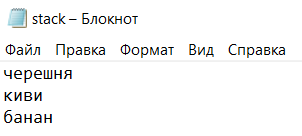 stack – Блокнот
Файл Правка Формат Вид Справка
черешня
киви
банан